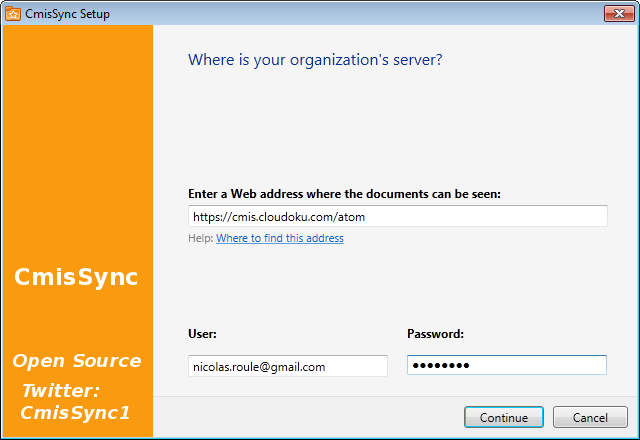 CmisSync Setup
Where is your organization's server?
Enter a Web address where the documents can be seen:
https://cmis.cloudoku.com/atom
Help: Where to find this address
CmisSync
Open Source
Twitter:
CmisSync1
User: Password:
nicolas.roule@gmail.com ●●●●●●●●
Continue Cancel